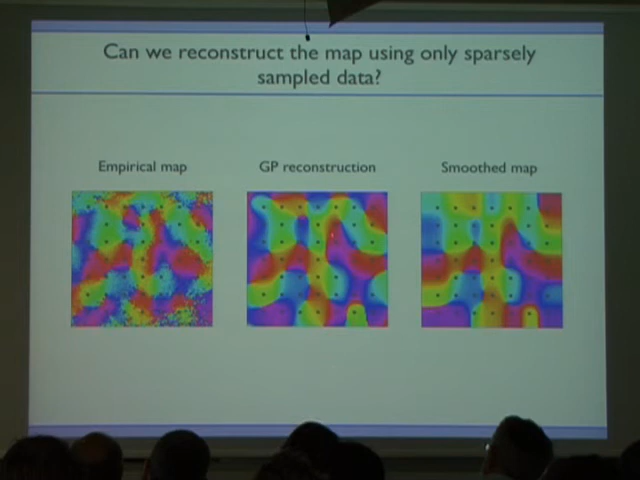 Can we reconstruct the map using only sparsely
sampled data?
Empirical map
GP reconstruction
Smoothed map